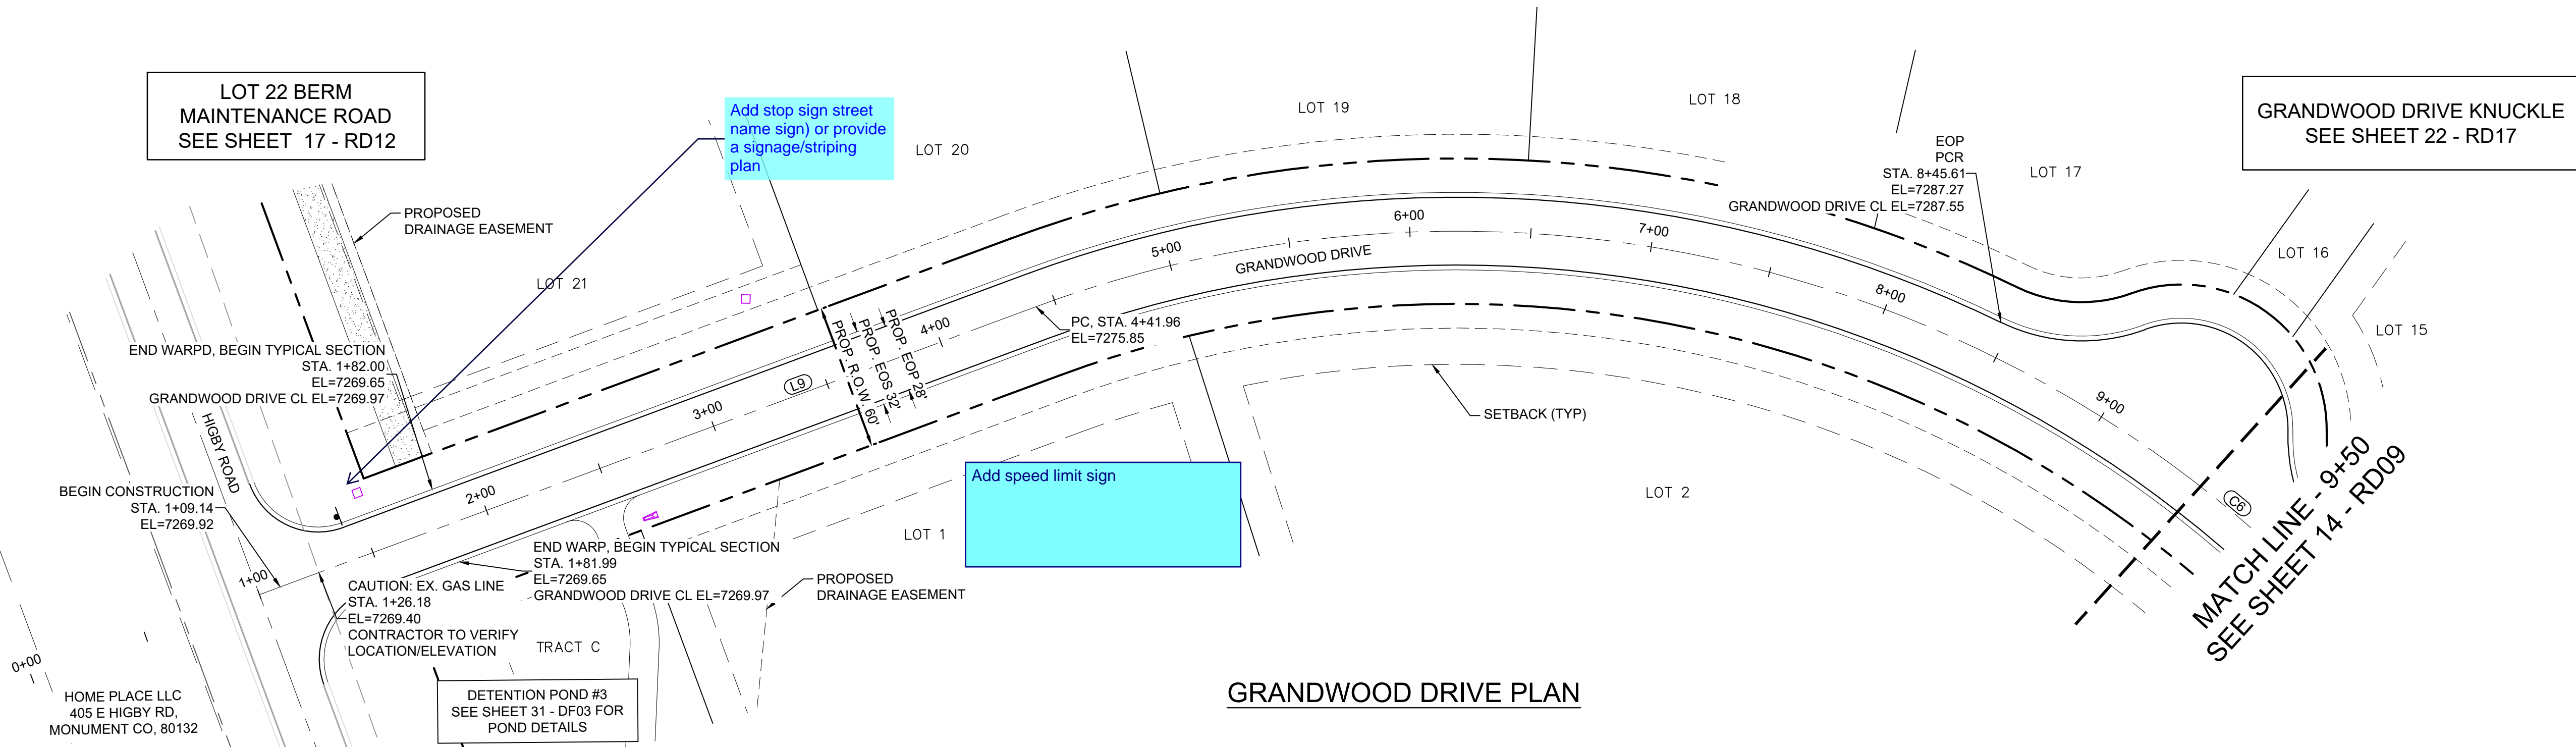 LOT 22 BERM
MAINTENANCE ROAD
SEE SHEET  17 - RD12
Add stop sign street
name sign) or provide
a signage/striping
plan
LOT 20
LOT 19
LOT 18
GRANDWOOD DRIVE KNUCKLE
SEE SHEET 22 - RD17
EOP
PCR
STA. 8+45.61
EL=7287.27
GRANDWOOD DRIVE CL EL=7287.55
LOT 17
LOT 16
LOT 15
PROPOSED
DRAINAGE EASEMENT
LOT 21
END WARPD, BEGIN TYPICAL SECTION
STA. 1+82.00
EL=7269.65
GRANDWOOD DRIVE CL EL=7269.97
HIGBY ROAD
BEGIN CONSTRUCTION
STA. 1+09.14
EL=7269.92
0+00
1+00
2+00
3+00
L9
4+00
5+00
GRANDWOOD DRIVE
6+00
7+00
8+00
9+00
C6
PROP. R.O.W. 60'
PROP. EOS 32'
PROP. EOP 28'
PC, STA. 4+41.96
EL=7275.85
SETBACK (TYP)
Add speed limit sign
LOT 1
LOT 2
MATCH LINE - 9+50
SEE SHEET 14 - RD09
END WARP, BEGIN TYPICAL SECTION
STA. 1+81.99
EL=7269.65
GRANDWOOD DRIVE CL EL=7269.97
CAUTION: EX. GAS LINE
STA. 1+26.18
EL=7269.40
CONTRACTOR TO VERIFY
LOCATION/ELEVATION
TRACT C
PROPOSED
DRAINAGE EASEMENT
HOME PLACE LLC
405 E HIGBY RD,
MONUMENT CO, 80132
DETENTION POND #3
SEE SHEET 31 - DF03 FOR
POND DETAILS
GRANDWOOD DRIVE PLAN